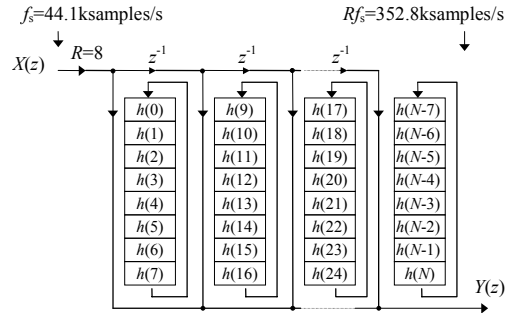 fs=44.1ksamples/s
Rfs=352.8ksamples/s
X(z)
R=8
z-1
z-1
z-1
h(0) h(9) h(17) h(N-7)
h(1) h(10) h(18) h(N-6)
h(2) h(11) h(19) h(N-5)
h(3) h(12) h(20) h(N-4)
h(4) h(13) h(21) h(N-3)
h(5) h(14) h(22) h(N-2)
h(6) h(15) h(23) h(N-1)
h(7) h(16) h(24) h(N)
Y(z)